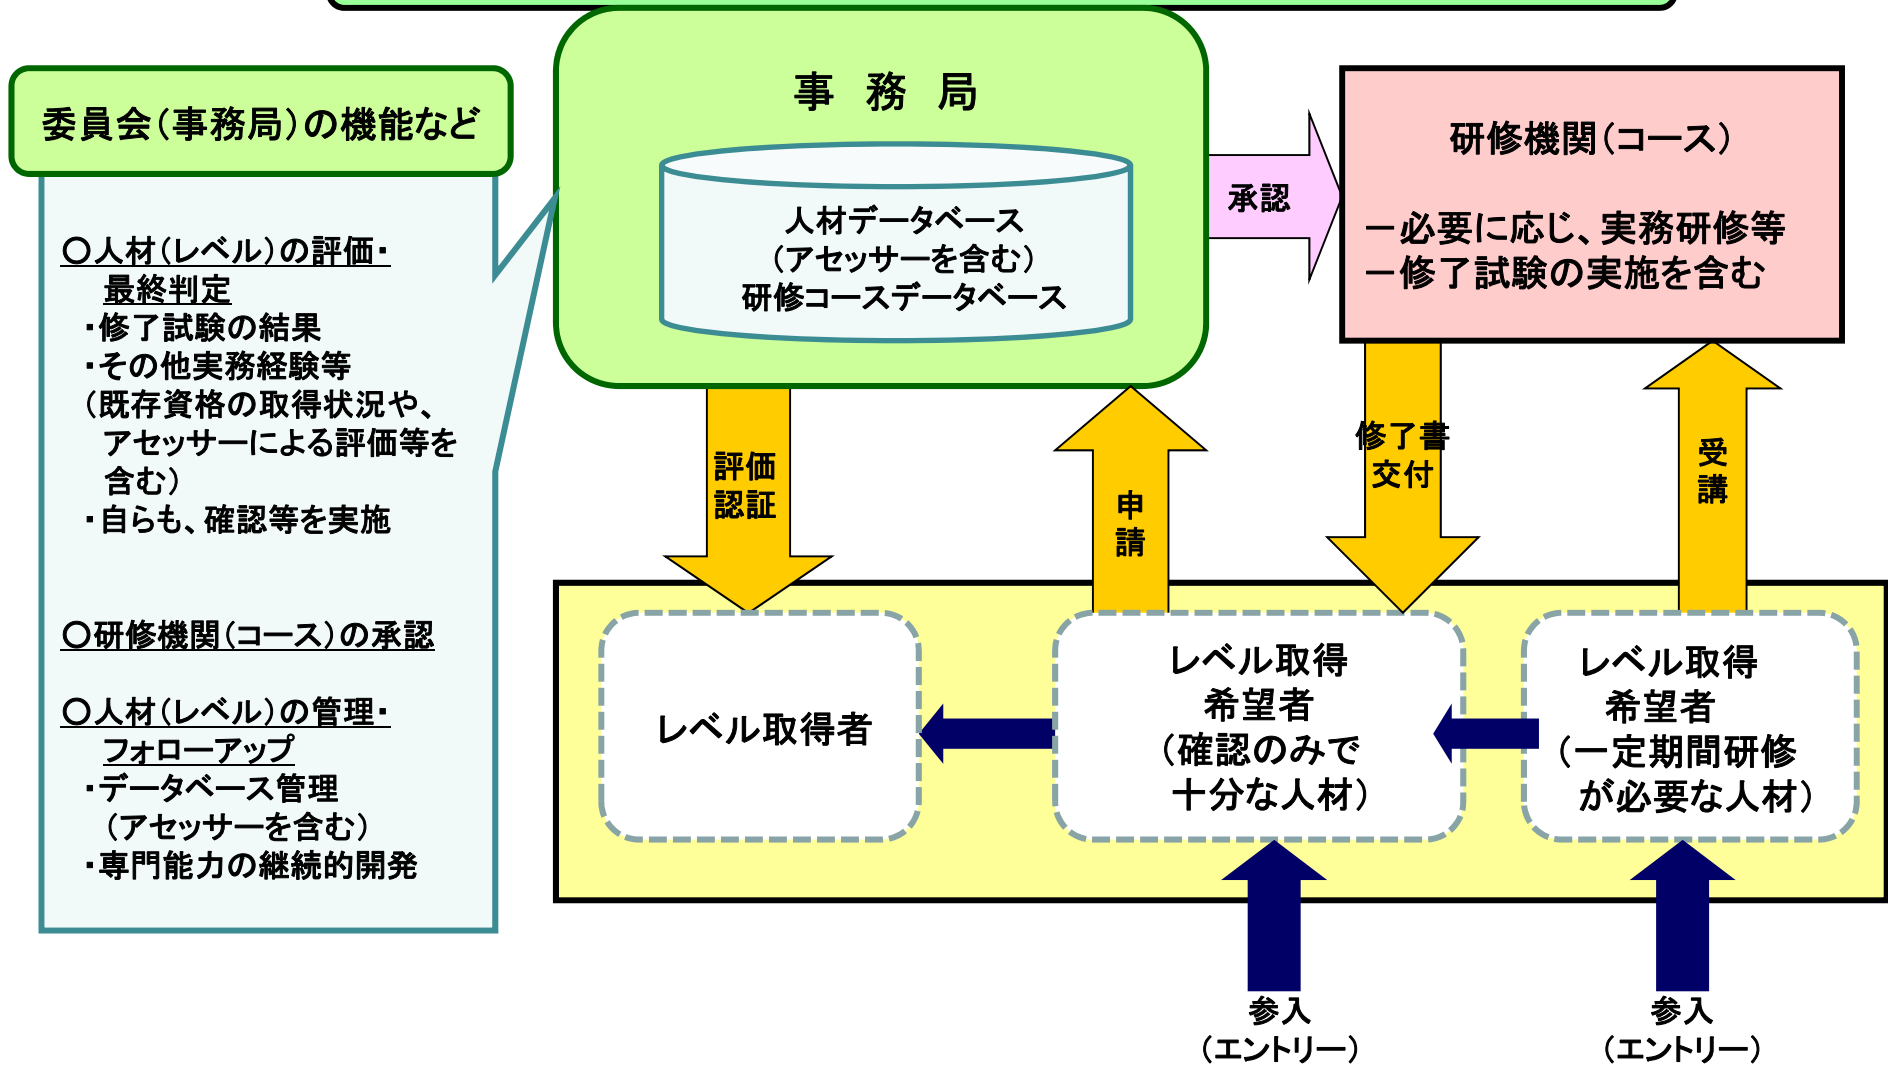 委員会（事務局）の機能など
〇人材（レベル）の評価・
最終判定
・修了試験の結果
・その他実務経験等
（既存資格の取得状況や、
アセッサーによる評価等を
含む）
・自らも、確認等を実施
〇研修機関（コース）の承認
〇人材（レベル）の管理・
フォローアップ
・データベース管理
（アセッサーを含む）
・専門能力の継続的開発
事　務　局
人材データベース
（アセッサーを含む）
研修コースデータベース
承認
研修機関（コース）
－必要に応じ、実務研修等
－修了試験の実施を含む
評価
認証
申
請
修了書
交付
受
講
レベル取得者
レベル取得
希望者
（確認のみで
十分な人材）
レベル取得
希望者
（一定期間研修
が必要な人材）
参入
（エントリー）
参入
（エントリー）